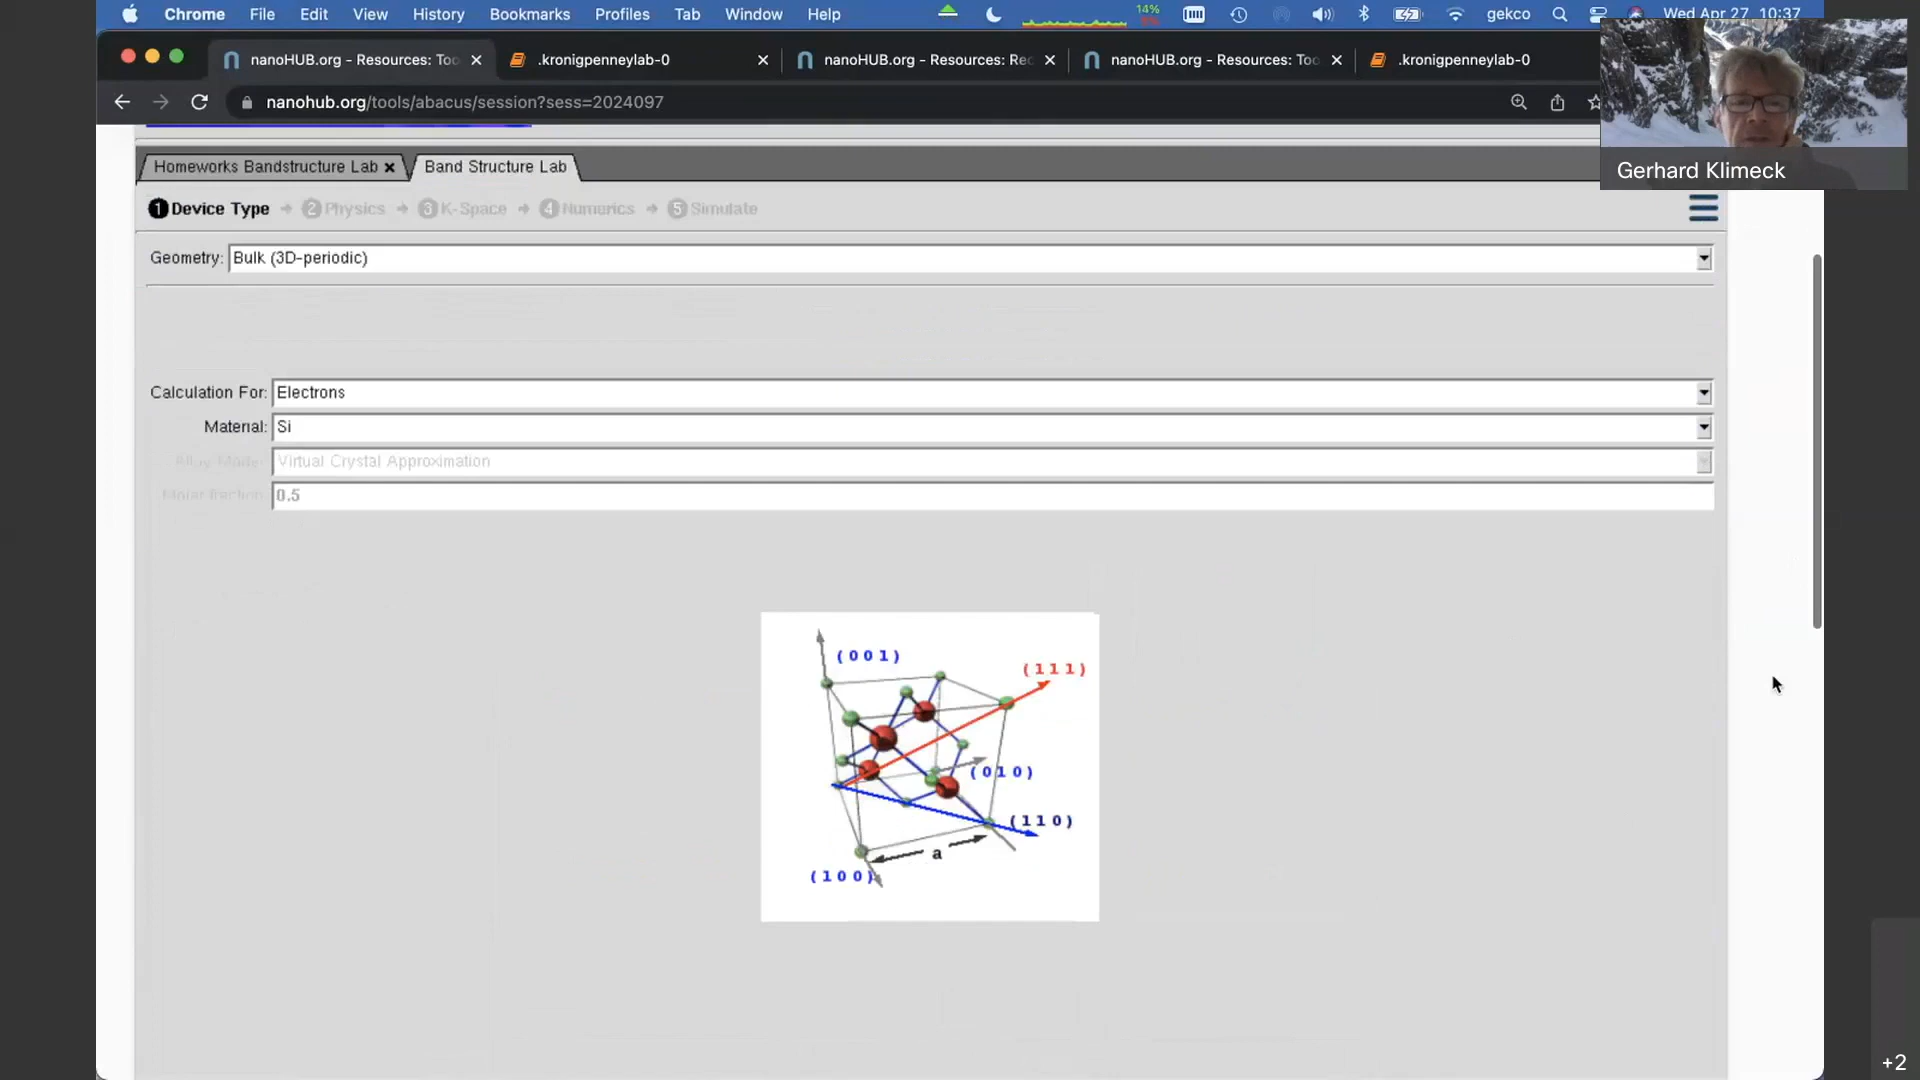 Chrome File Edit View History Bookmarks Profiles Tab Window Help 14% gekco Wed Apr 27 10:37
nanoHUB.org - Resources: Too .kronigpenneylab-0 nanoHUB.org - Resources: Rec nanoHUB.org - Resources: Too .kronigpenneylab-0
nanohub.org/tools/abacus/session?sess=2024097
Gerhard Klimeck
Homeworks Bandstructure Lab Band Structure Lab
1 Device Type 2 Physics 3 K-Space 4 Numerics 5 Simulate
Geometry: Bulk (3D-periodic)
Calculation For: Electrons
Material: Si
Alloy Mode: Virtual Crystal Approximation
Molar fraction: 0.5
(001)
(111)
(010)
(110)
a
(100)
+2